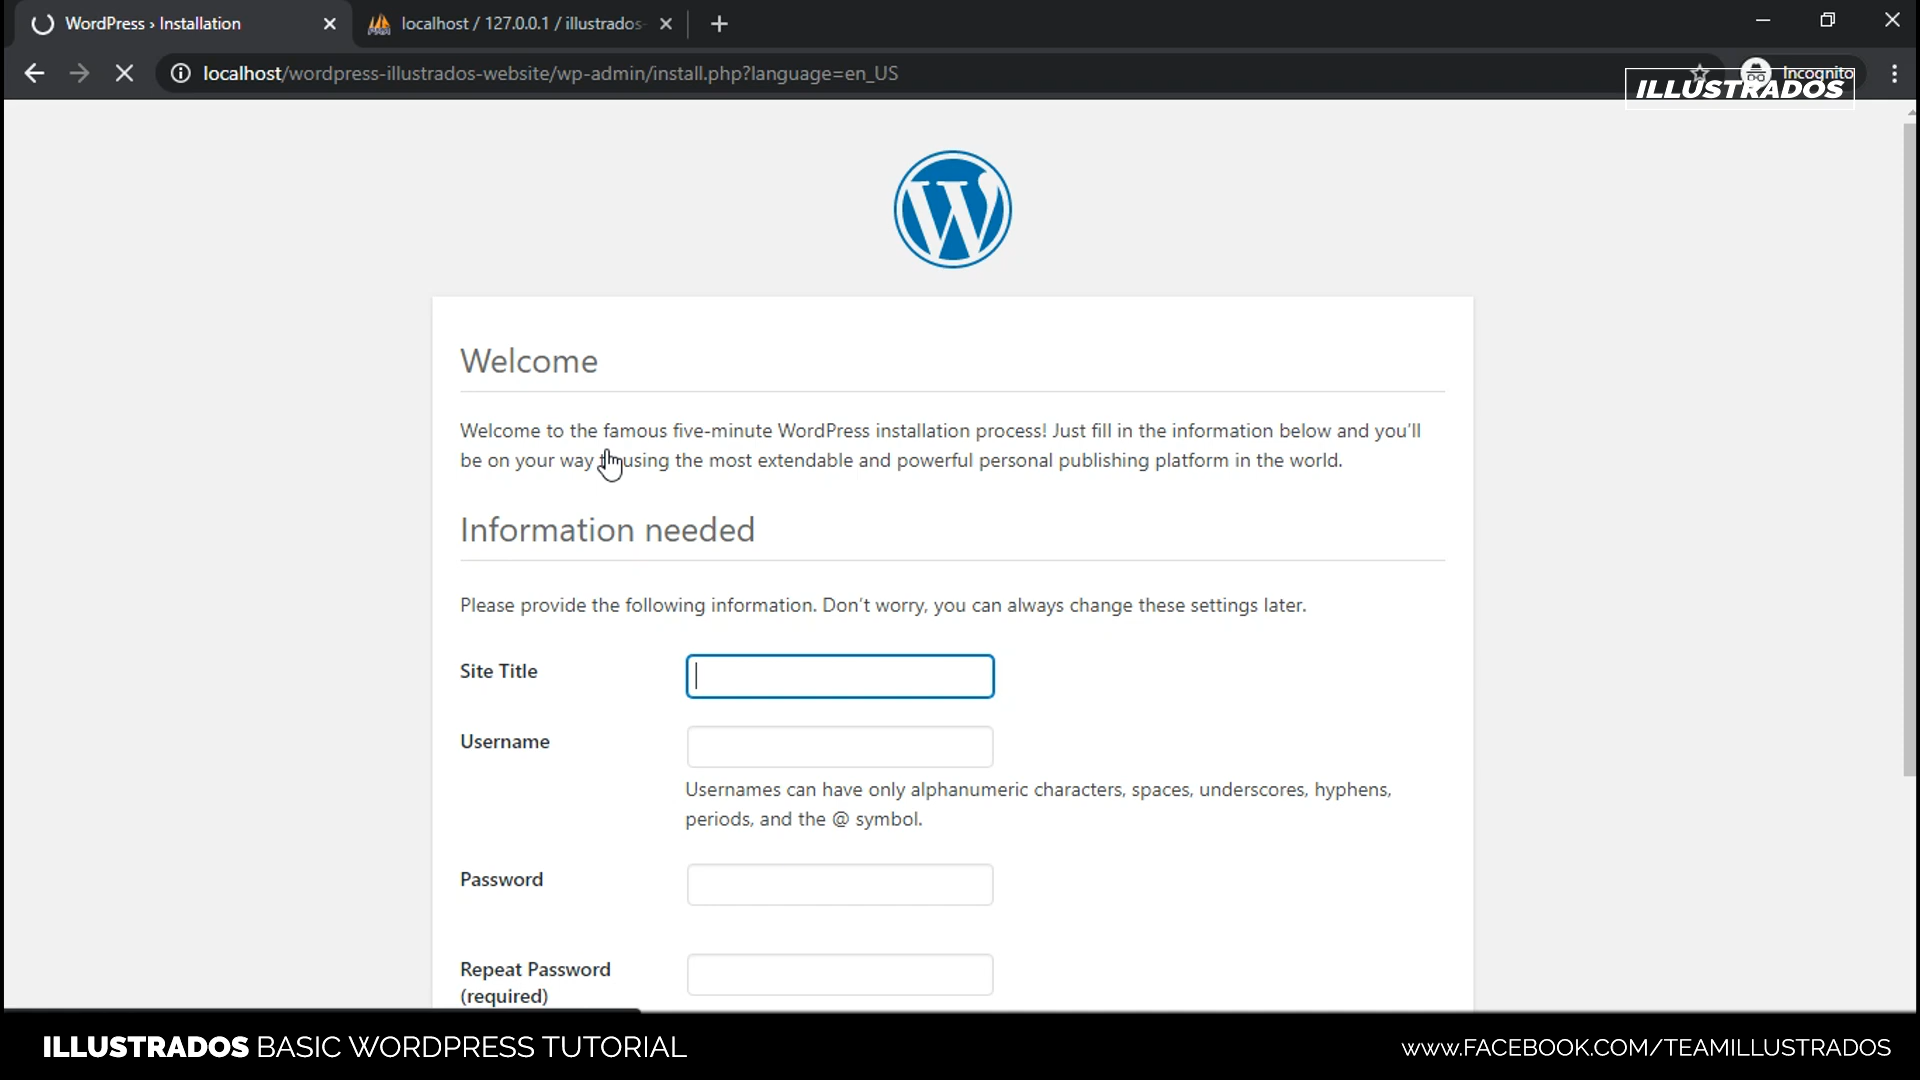 WordPress › Installation
localhost / 127.0.0.1 / illustrados-
localhost/wordpress-illustrados-website/wp-admin/install.php?language=en_US
Incognito
ILLUSTRADOS
Welcome
Welcome to the famous five-minute WordPress installation process! Just fill in the information below and you'll
be on your way using the most extendable and powerful personal publishing platform in the world.
Information needed
Please provide the following information. Don't worry, you can always change these settings later.
Site Title
Username
Usernames can have only alphanumeric characters, spaces, underscores, hyphens,
periods, and the @ symbol.
Password
Repeat Password
(required)
ILLUSTRADOS BASIC WORDPRESS TUTORIAL
WWW.FACEBOOK.COM/TEAMILLUSTRADOS